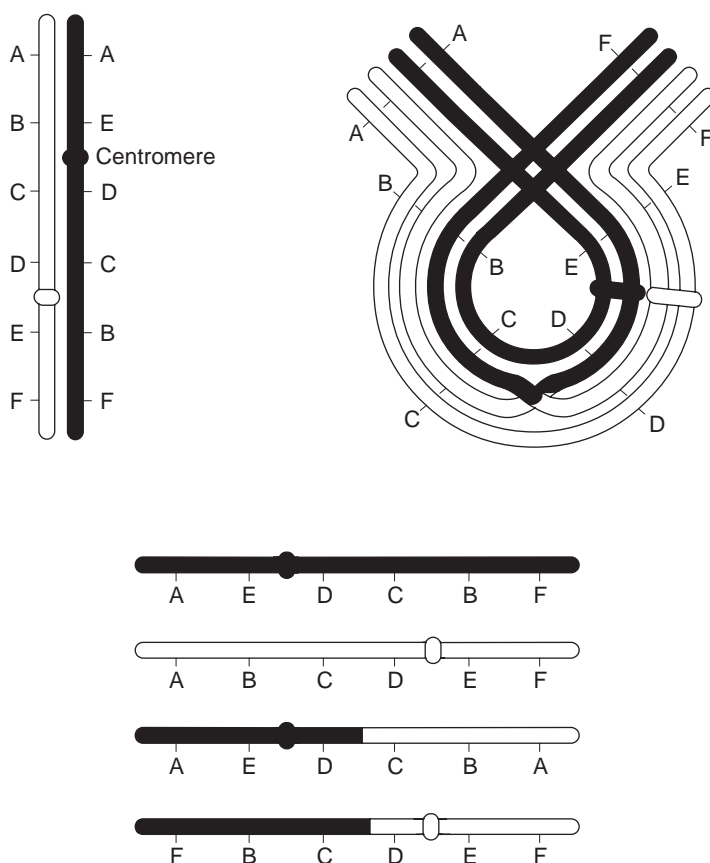 A A
B E
Centromere
C D
D C
E B
F F
A F
A F
B E
B E
C D
C D
A E D C B F
A B C D E F
A E D C B A
F B C D E F